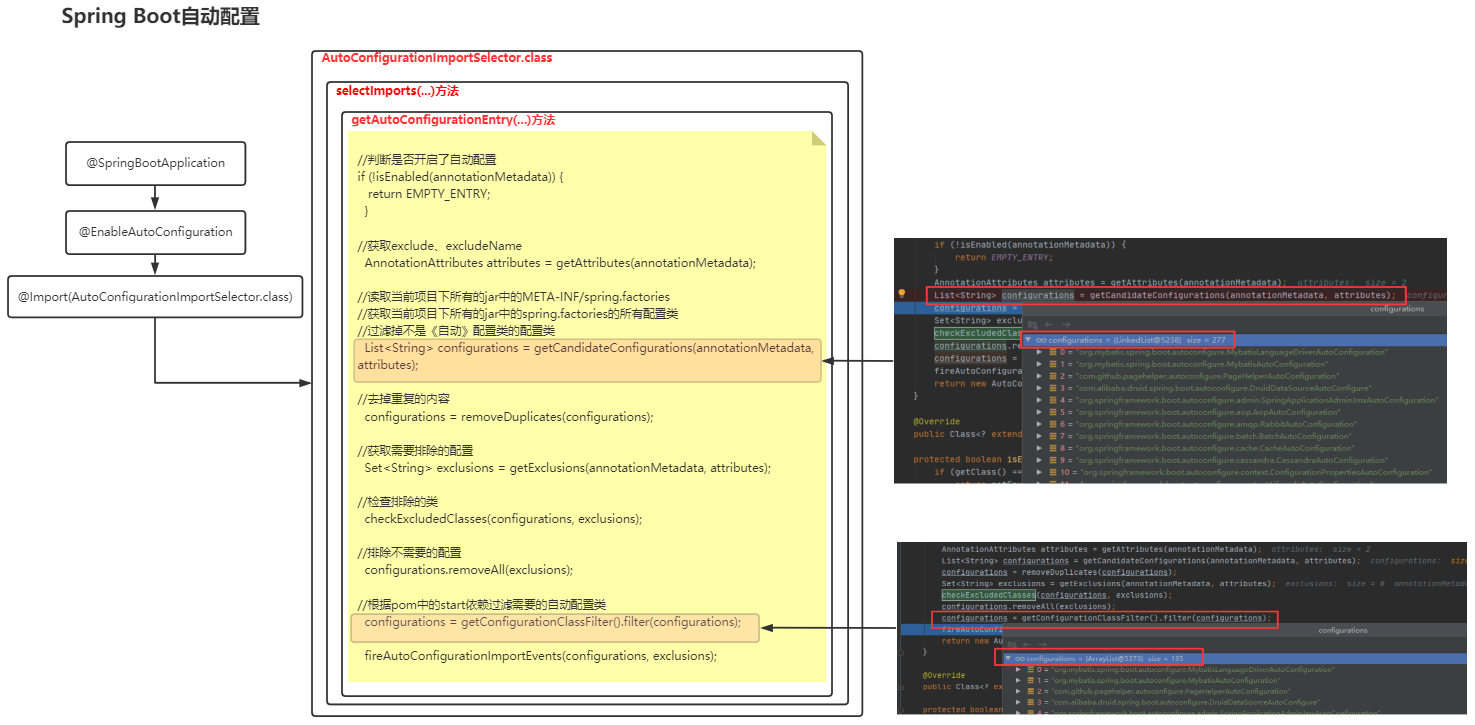 Spring Boot自动配置
@SpringBootApplication
@EnableAutoConfiguration
@Import(AutoConfigurationImportSelector.class)
AutoConfigurationImportSelector.class
selectImports(...)方法
getAutoConfigurationEntry(...)方法
//判断是否开启了自动配置
if (!isEnabled(annotationMetadata)) {
return EMPTY_ENTRY;
}
//获取exclude、excludeName
AnnotationAttributes attributes = getAttributes(annotationMetadata);
//读取当前项目下所有的jar中的META-INF/spring.factories
//获取当前项目下所有的jar中的spring.factories的所有配置类
//过滤掉不是《自动》配置类的配置类
List<String> configurations = getCandidateConfigurations(annotationMetadata,
attributes);
//去掉重复的内容
configurations = removeDuplicates(configurations);
//获取需要排除的配置
Set<String> exclusions = getExclusions(annotationMetadata, attributes);
//检查排除的类
checkExcludedClasses(configurations, exclusions);
//排除不需要的配置
configurations.removeAll(exclusions);
//根据pom中的start依赖过滤需要的自动配置类
configurations = getConfigurationClassFilter().filter(configurations);
fireAutoConfigurationImportEvents(configurations, exclusions);
if (!isEnabled(annotationMetadata)) {
return EMPTY_ENTRY;
}
AnnotationAttributes attributes = getAttributes(annotationMetadata); attributes: size = 2
List<String> configurations = getCandidateConfigurations(annotationMetadata, attributes); configur
configurations =
configurations
Set<String> exclu
checkExcludedClas
configurations = {LinkedList@5238} size = 277
configurations.re
0 = "org.mybatis.spring.boot.autoconfigure.MybatisLanguageDriverAutoConfiguration"
configurations =
1 = "org.mybatis.spring.boot.autoconfigure.MybatisAutoConfiguration"
fireAutoConfigura
2 = "com.github.pagehelper.autoconfigure.PageHelperAutoConfiguration"
return new AutoCo
3 = "com.alibaba.druid.spring.boot.autoconfigure.DruidDataSourceAutoConfigure"
}
4 = "org.springframework.boot.autoconfigure.admin.SpringApplicationAdminJmxAutoConfiguration"
5 = "org.springframework.boot.autoconfigure.aop.AopAutoConfiguration"
@Override
6 = "org.springframework.boot.autoconfigure.amqp.RabbitAutoConfiguration"
public Class<? extend
7 = "org.springframework.boot.autoconfigure.batch.BatchAutoConfiguration"
8 = "org.springframework.boot.autoconfigure.cache.CacheAutoConfiguration"
protected boolean isE
9 = "org.springframework.boot.autoconfigure.cassandra.CassandraAutoConfiguration"
if (getClass() ==
10 = "org.springframework.boot.autoconfigure.context.ConfigurationPropertiesAutoConfiguration"
AnnotationAttributes attributes = getAttributes(annotationMetadata); attributes: size = 2
List<String> configurations = getCandidateConfigurations(annotationMetadata, attributes); configurations: siz
configurations = removeDuplicates(configurations);
Set<String> exclusions = getExclusions(annotationMetadata, attributes); exclusions: size = 0 annotationMetad
checkExcludedClasses(configurations, exclusions);
configurations.removeAll(exclusions);
configurations = getConfigurationClassFilter().filter(configurations);
fireAutoConfi
configurations
return new Au
}
configurations = {ArrayList@5373} size = 135
0 = "org.mybatis.spring.boot.autoconfigure.MybatisLanguageDriverAutoConfiguration"
@Override
1 = "org.mybatis.spring.boot.autoconfigure.MybatisAutoConfiguration"
public Class<? ex
2 = "com.github.pagehelper.autoconfigure.PageHelperAutoConfiguration"
3 = "com.alibaba.druid.spring.boot.autoconfigure.DruidDataSourceAutoConfigure"
protected boolean
4 = "org.springframework.boot.autoconfigure.admin.SpringApplicationAdminJmxAutoConfiguration"